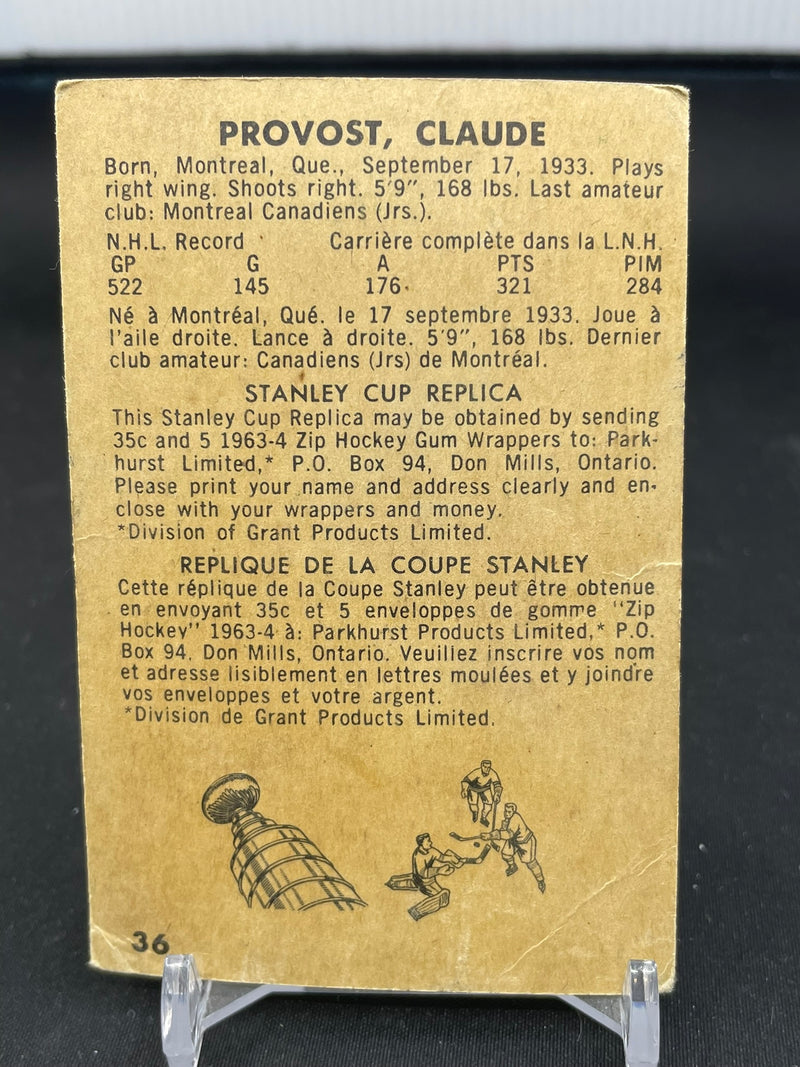 PROVOST, CLAUDE
Born, Montreal, Que., September 17, 1933. Plays
right wing. Shoots right. 5'9", 168 lbs. Last amateur
club: Montreal Canadiens (Jrs.).
N.H.L. Record Carrière complète dans la L.N.H.
GP G A PTS PIM
522 145 176 321 284
Né à Montréal, Qué. le 17 septembre 1933. Joue à
l'aile droite. Lance à droite. 5'9", 168 lbs. Dernier
club amateur: Canadiens (Jrs) de Montréal.
STANLEY CUP REPLICA
This Stanley Cup Replica may be obtained by sending
35c and 5 1963-4 Zip Hockey Gum Wrappers to: Park-
hurst Limited,* P.O. Box 94, Don Mills, Ontario.
Please print your name and address clearly and en-
close with your wrappers and money.
*Division of Grant Products Limited.
REPLIQUE DE LA COUPE STANLEY
Cette réplique de la Coupe Stanley peut être obtenue
en envoyant 35c et 5 enveloppes de gomme "Zip
Hockey" 1963-4 à: Parkhurst Products Limited,* P.O.
Box 94, Don Mills, Ontario. Veuillez inscrire vos nom
et adresse lisiblement en lettres moulées et y joindre
vos enveloppes et votre argent.
*Division de Grant Products Limited.
36